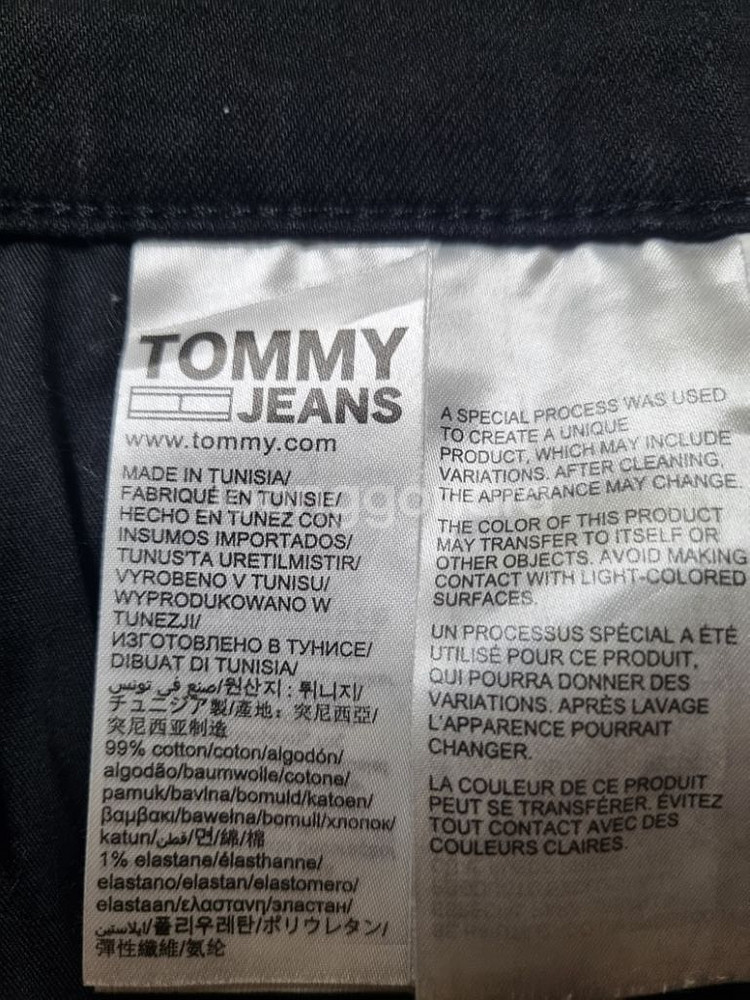 TOMMY
JEANS
www.tommy.com
MADE IN TUNISIA/
FABRIQUÉ EN TUNISIE/
HECHO EN TUNEZ CON
INSUMOS IMPORTADOS/
TUNUS'TA URETILMISTIR/
VYROBENO V TUNISU/
WYPRODUKOWANO W
TUNEZJI/
ИЗГОТОВЛЕНО В ТУНИСЕ/
DIBUAT DI TUNISIA/
صنع في تونس/원산지 : 튀니지/
チュニジア製/產地：突尼西亞/
突尼西亚制造
99% cotton/coton/algodón/
algodão/baumwolle/cotone/
pamuk/bavlna/bomuld/katoen/
βαμβακι/bawełna/bomull/хлопок/
katun/قطن/면/綿/棉
1% elastane/élasthanne/
elastano/elastan/elastomero/
elastaan/ελαστανη/эластан/
ايلاستين/폴리우레탄/ポリウレタン/
彈性纖維/氨纶
A SPECIAL PROCESS WAS USED
TO CREATE A UNIQUE
PRODUCT, WHICH MAY INCLUDE
VARIATIONS. AFTER CLEANING,
THE APPEARANCE MAY CHANGE.
THE COLOR OF THIS PRODUCT
MAY TRANSFER TO ITSELF OR
OTHER OBJECTS. AVOID MAKING
CONTACT WITH LIGHT-COLORED
SURFACES.
UN PROCESSUS SPÉCIAL A ÉTÉ
UTILISÉ POUR CE PRODUIT,
QUI POURRA DONNER DES
VARIATIONS. APRÈS LAVAGE
L'APPARENCE POURRAIT
CHANGER.
LA COULEUR DE CE PRODUIT
PEUT SE TRANSFÉRER. ÉVITEZ
TOUT CONTACT AVEC DES
COULEURS CLAIRES.